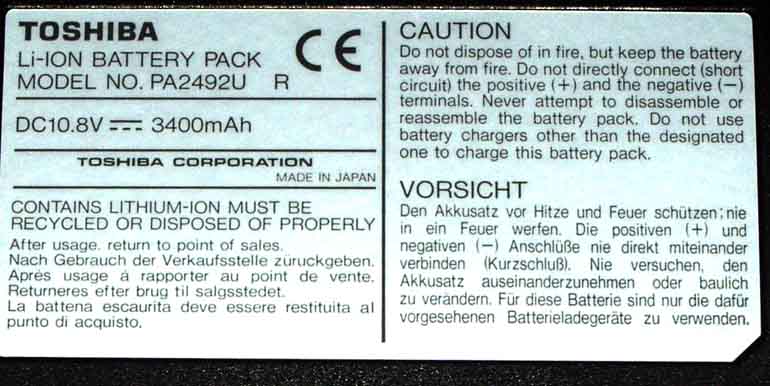 TOSHIBA
Li-ION BATTERY PACK
MODEL NO. PA2492U R
CE
DC10.8V ⎓ 3400mAh
TOSHIBA CORPORATION
MADE IN JAPAN
CONTAINS LITHIUM-ION MUST BE
RECYCLED OR DISPOSED OF PROPERLY
After usage. return to point of sales.
Nach Gebrauch der Verkaufsstelle zürückgeben.
Après usage à rapporter au point de vente.
Returneres efter brug til salgsstedet.
La battena escaurita deve essere restituita al
punto di acquisto.
CAUTION
Do not dispose of in fire, but keep the battery
away from fire. Do not directly connect (short
circuit) the positive (+) and the negative (−)
terminals. Never attempt to disassemble or
reassemble the battery pack. Do not use
battery chargers other than the designated
one to charge this battery pack.
VORSICHT
Den Akkusatz vor Hitze und Feuer schützen; nie
in ein Feuer werfen. Die positiven (+) und
negativen (−) Anschlüße nie direkt miteinander
verbinden (Kurzschluß). Nie versuchen, den
Akkusatz auseinanderzunehmen oder baulich
zu verändern. Für diese Batterie sind nur die dafür
vorgesehenen Batterieladegeräte zu verwenden.